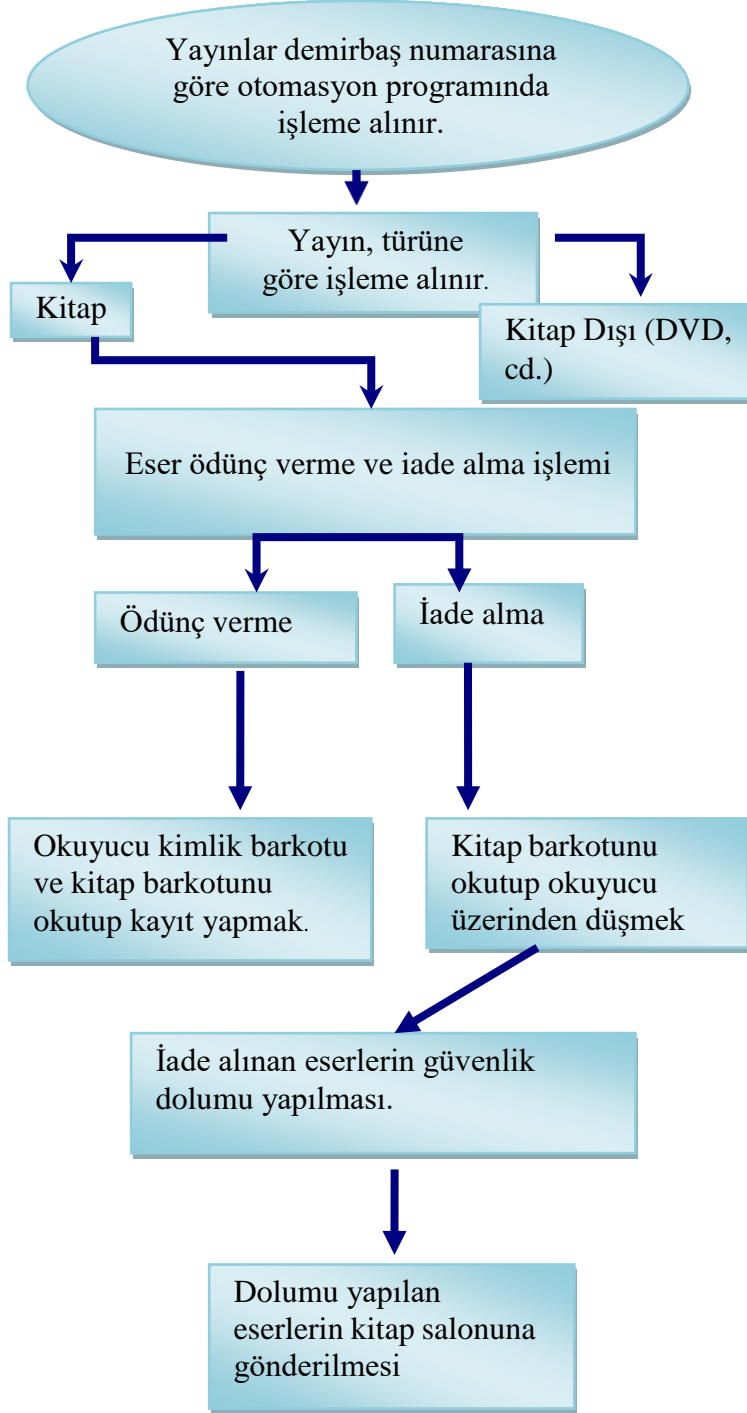 Yayınlar demirbaş numarasına
göre otomasyon programında
işleme alınır.
Yayın, türüne
göre işleme alınır.
Kitap
Kitap Dışı (DVD,
cd.)
Eser ödünç verme ve iade alma işlemi
Ödünç verme
İade alma
Okuyucu kimlik barkotu
ve kitap barkotunu
okutup kayıt yapmak.
Kitap barkotunu
okutup okuyucu
üzerinden düşmek
İade alınan eserlerin güvenlik
dolumu yapılması.
Dolumu yapılan
eserlerin kitap salonuna
gönderilmesi